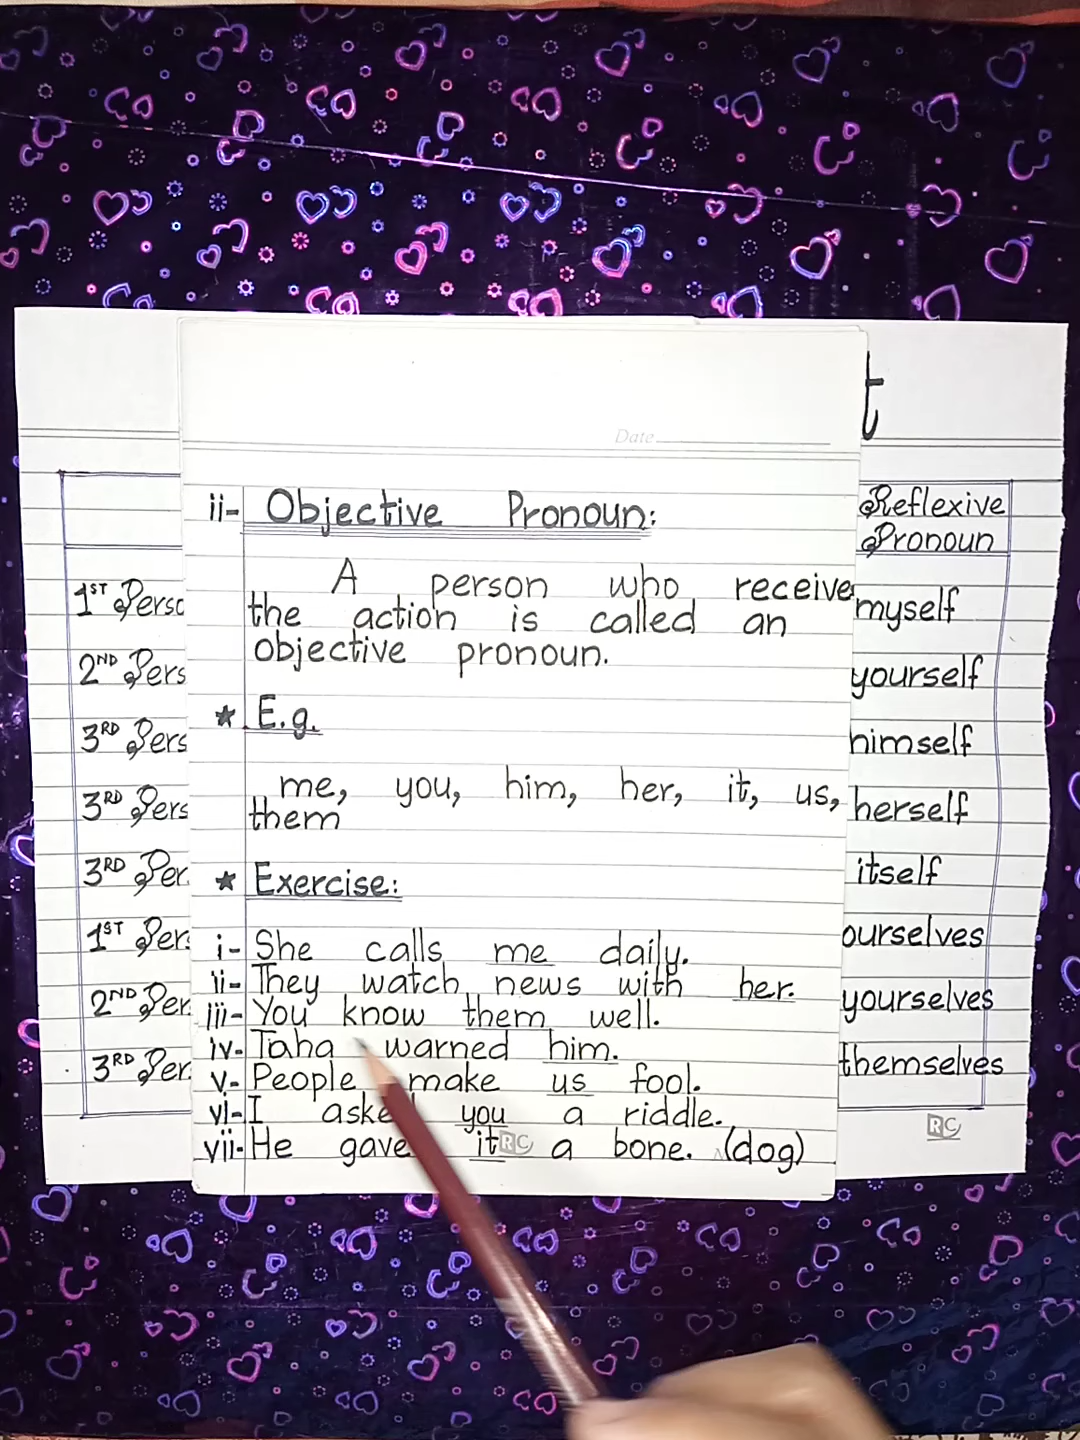 t
Date
ii- Objective Pronoun:
A person who receive
the action is called an
objective pronoun.
★ E.g.
me, you, him, her, it, us,
them
★ Exercise:
i- She calls me daily.
ii- They watch news with her.
iii- You know them well.
iv- Taha warned him.
v- People make us fool.
vi- I asked you a riddle.
vii- He gave it a bone. (dog)
RC
1ST Perso
2ND Pers
3RD Pers
3RD Pers
3RD Per
1ST Per
2ND Per
3RD Per
Reflexive
Pronoun
myself
yourself
himself
herself
itself
ourselves
yourselves
themselves
RC